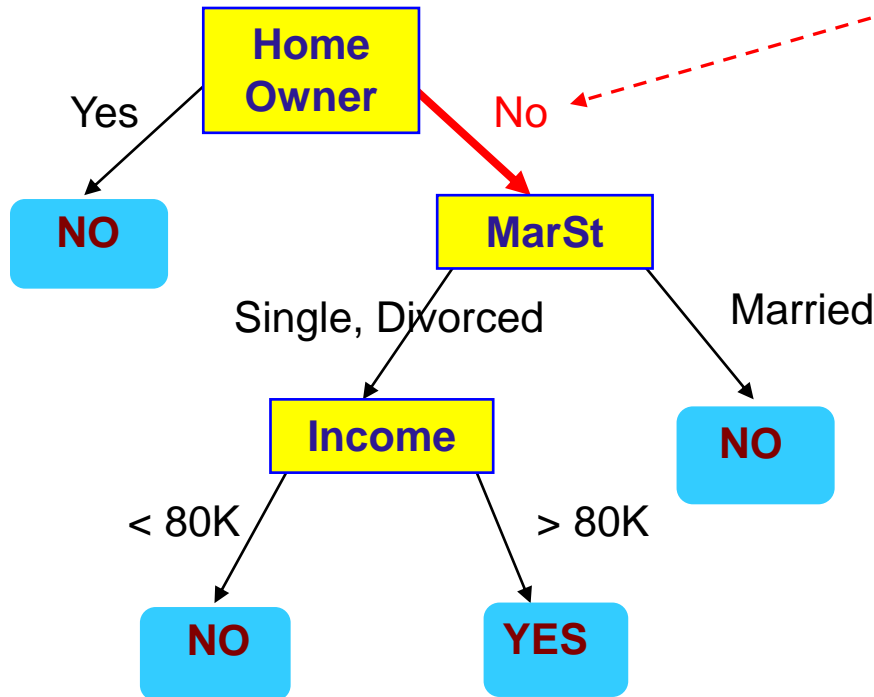 Home
Owner
Yes
No
NO
MarSt
Single, Divorced
Married
Income
NO
< 80K
> 80K
NO
YES